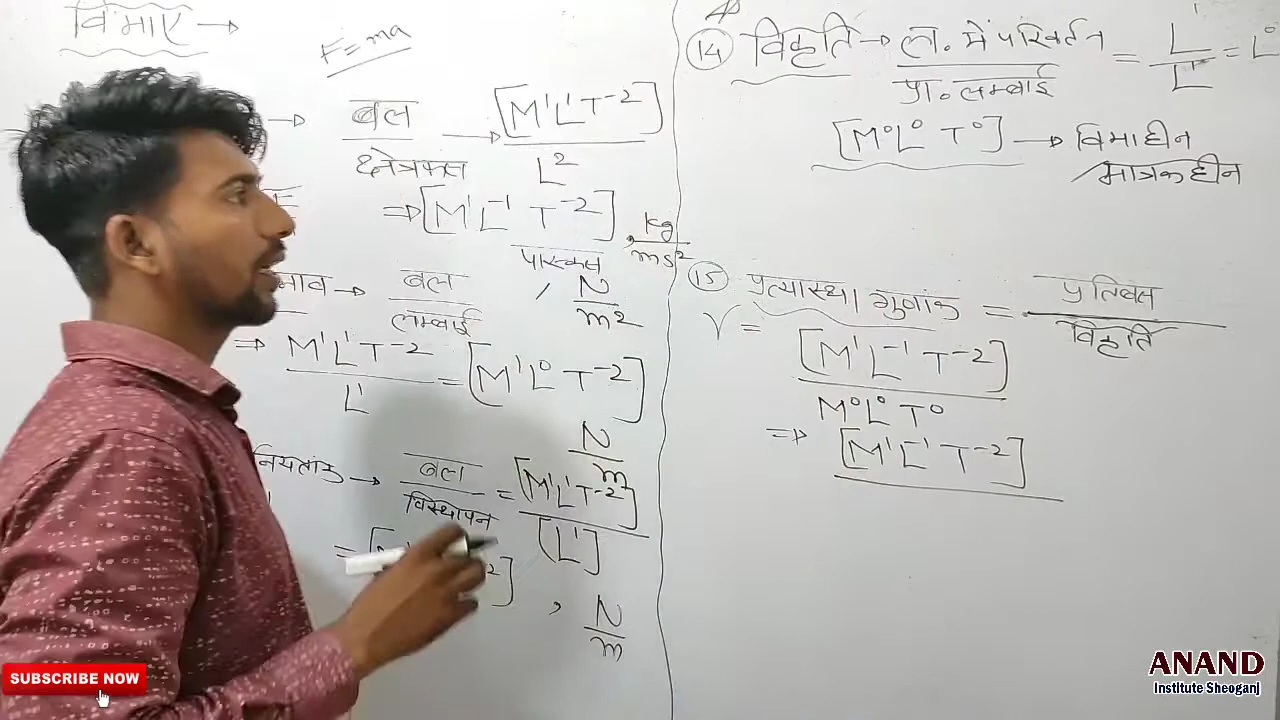 विमाए →
F = ma
→ बल / क्षेत्रफल → [M¹L¹T⁻²] / L²
⇒ [M¹L⁻¹T⁻²], kg/ms²
पास्कल, N/m²
नाव → बल / लम्बाई
⇒ M¹L¹T⁻² / L¹ = [M¹L⁰T⁻²]
N/m
नियतांक → बल / विस्थापन = [M¹L¹T⁻²] / [L¹]
, N/m
(14) विकृति → ल. में परिवर्तन / प्रा. लम्बाई = L¹ / L¹ = L⁰
[M⁰L⁰T⁰] → विमाहीन
/मात्रकहीन
(15) प्रत्यास्था गुणांक = प्रतिबल / विकृति
Y = [M¹L⁻¹T⁻²] / M⁰L⁰T⁰
⇒ [M¹L⁻¹T⁻²]
SUBSCRIBE NOW
ANAND
Institute Sheoganj